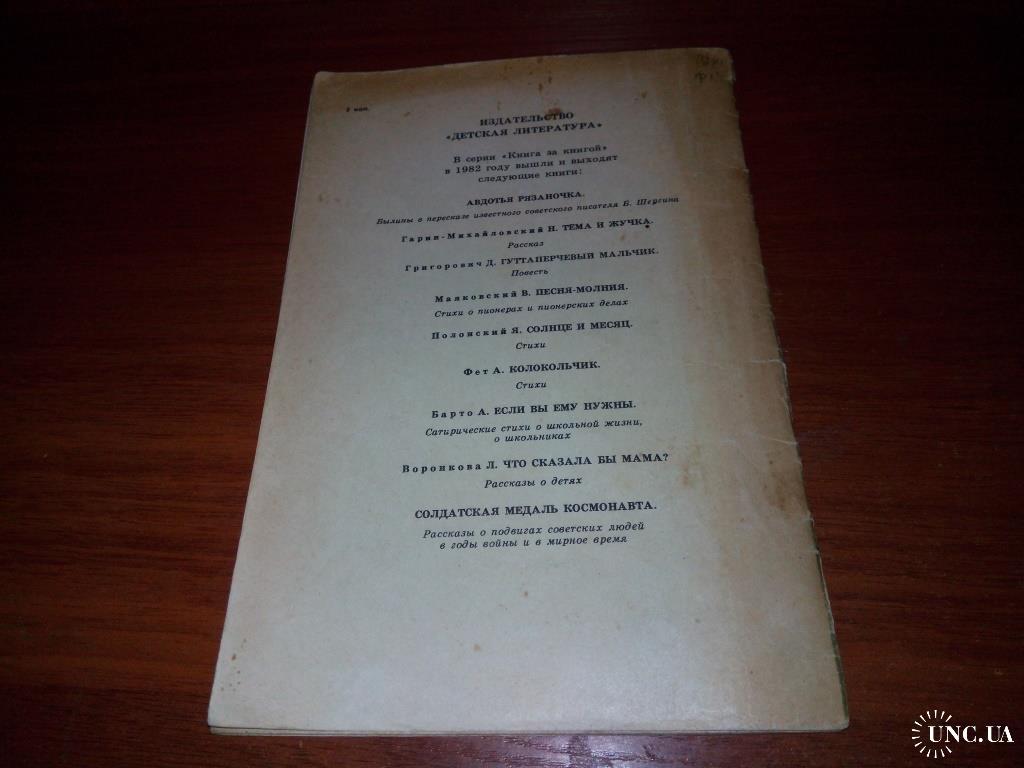 коп.
ИЗДАТЕЛЬСТВО
«ДЕТСКАЯ ЛИТЕРАТУРА»
В серии «Книга за книгой»
в 1982 году вышли и выходят
следующие книги:
АВДОТЬЯ РЯЗАНОЧКА.
Былины в пересказе известного советского писателя Б. Шергина
Гарин-Михайловский Н. ТЕМА И ЖУЧКА.
Рассказ
Григорович Д. ГУТТАПЕРЧЕВЫЙ МАЛЬЧИК.
Повесть
Маяковский В. ПЕСНЯ-МОЛНИЯ.
Стихи о пионерах и пионерских делах
Полонский Я. СОЛНЦЕ И МЕСЯЦ.
Стихи
Фет А. КОЛОКОЛЬЧИК.
Стихи
Барто А. ЕСЛИ ВЫ ЕМУ НУЖНЫ.
Сатирические стихи о школьной жизни,
о школьниках
Воронкова Л. ЧТО СКАЗАЛА БЫ МАМА?
Рассказы о детях
СОЛДАТСКАЯ МЕДАЛЬ КОСМОНАВТА.
Рассказы о подвигах советских людей
в годы войны и в мирное время
UNC.UA